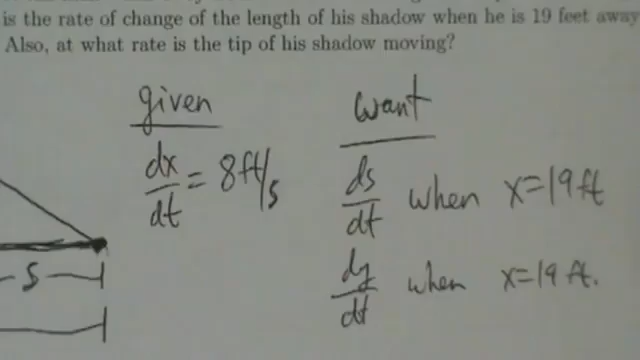 is the rate of change of the length of his shadow when he is 19 feet away
Also, at what rate is the tip of his shadow moving?
given
dx/dt = 8 ft/s
want
ds/dt when x=19 ft
dy/dt when x=19 ft.
s